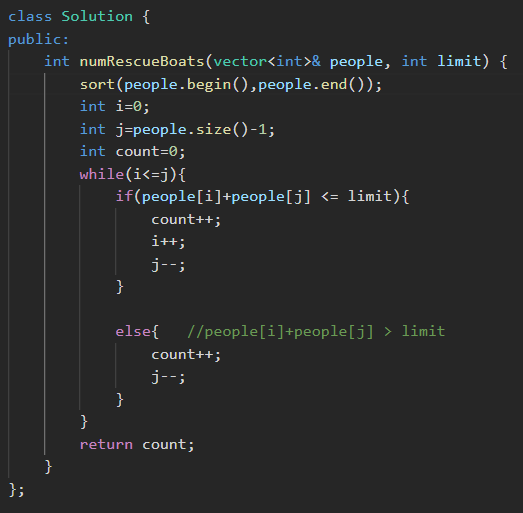 class Solution {
public:
    int numRescueBoats(vector<int>& people, int limit) {
        sort(people.begin(),people.end());
        int i=0;
        int j=people.size()-1;
        int count=0;
        while(i<=j){
            if(people[i]+people[j] <= limit){
                count++;
                i++;
                j--;
            }
            else{   //people[i]+people[j] > limit
                count++;
                j--;
            }
        }
        return count;
    }
};